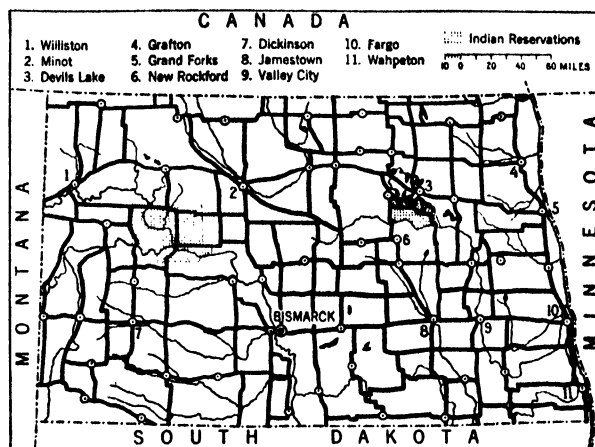 CANADA
1. Williston 4. Grafton 7. Dickinson 10. Fargo Indian Reservations
2. Minot 5. Grand Forks 8. Jamestown 11. Wahpeton
3. Devils Lake 6. New Rockford 9. Valley City 10 0 20 40 60 MILES
MONTANA
MINNESOTA
1
2
3
4
5
6
BISMARCK
7
8
9
10
11
SOUTH DAKOTA